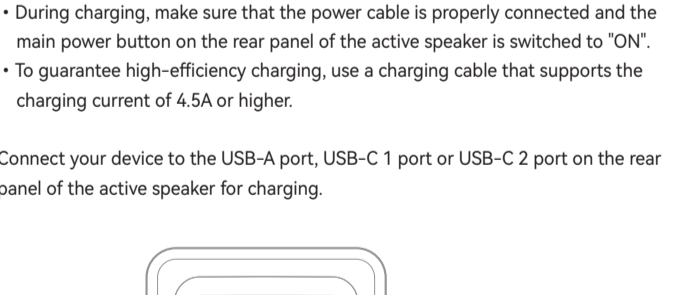 • During charging, make sure that the power cable is properly connected and the
main power button on the rear panel of the active speaker is switched to "ON".
• To guarantee high-efficiency charging, use a charging cable that supports the
charging current of 4.5A or higher.
Connect your device to the USB-A port, USB-C 1 port or USB-C 2 port on the rear
panel of the active speaker for charging.